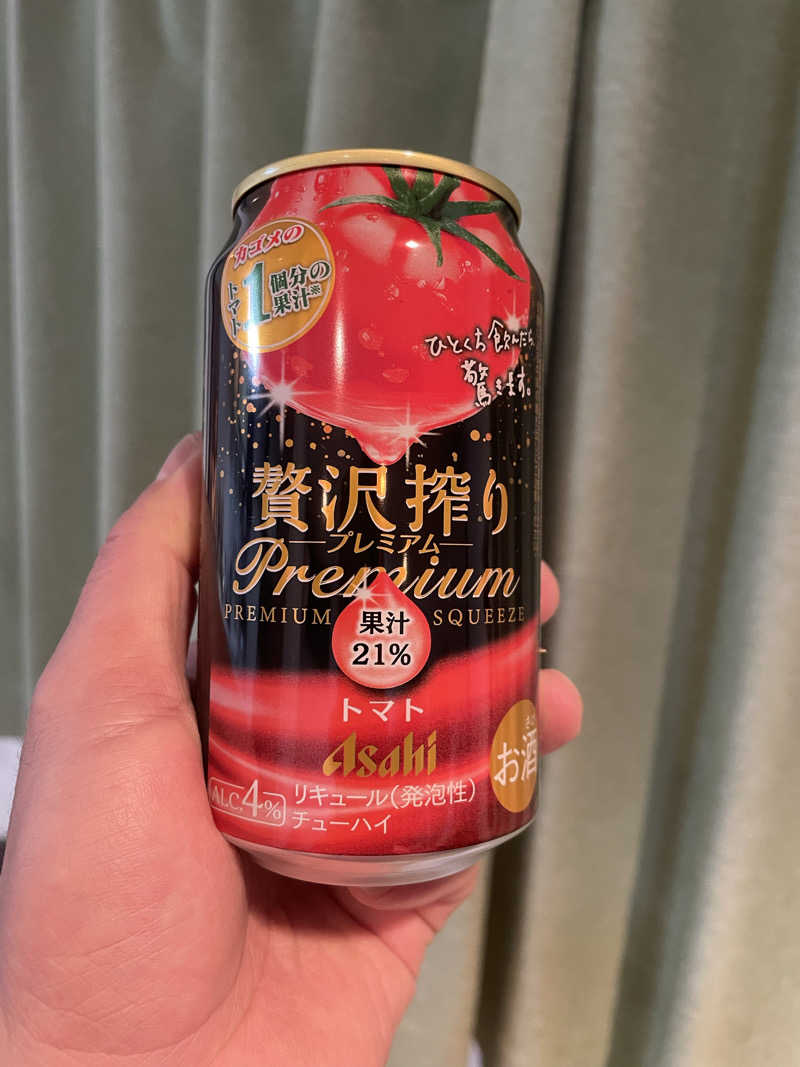 カゴメの
トマト1個分の
果汁※
ひとくち飲んだら、
驚きます。
贅沢搾り
プレミアム
Premium
PREMIUM SQUEEZE
果汁
21%
トマト
Asahi
お酒
ALC.4%
リキュール(発泡性)
チューハイ